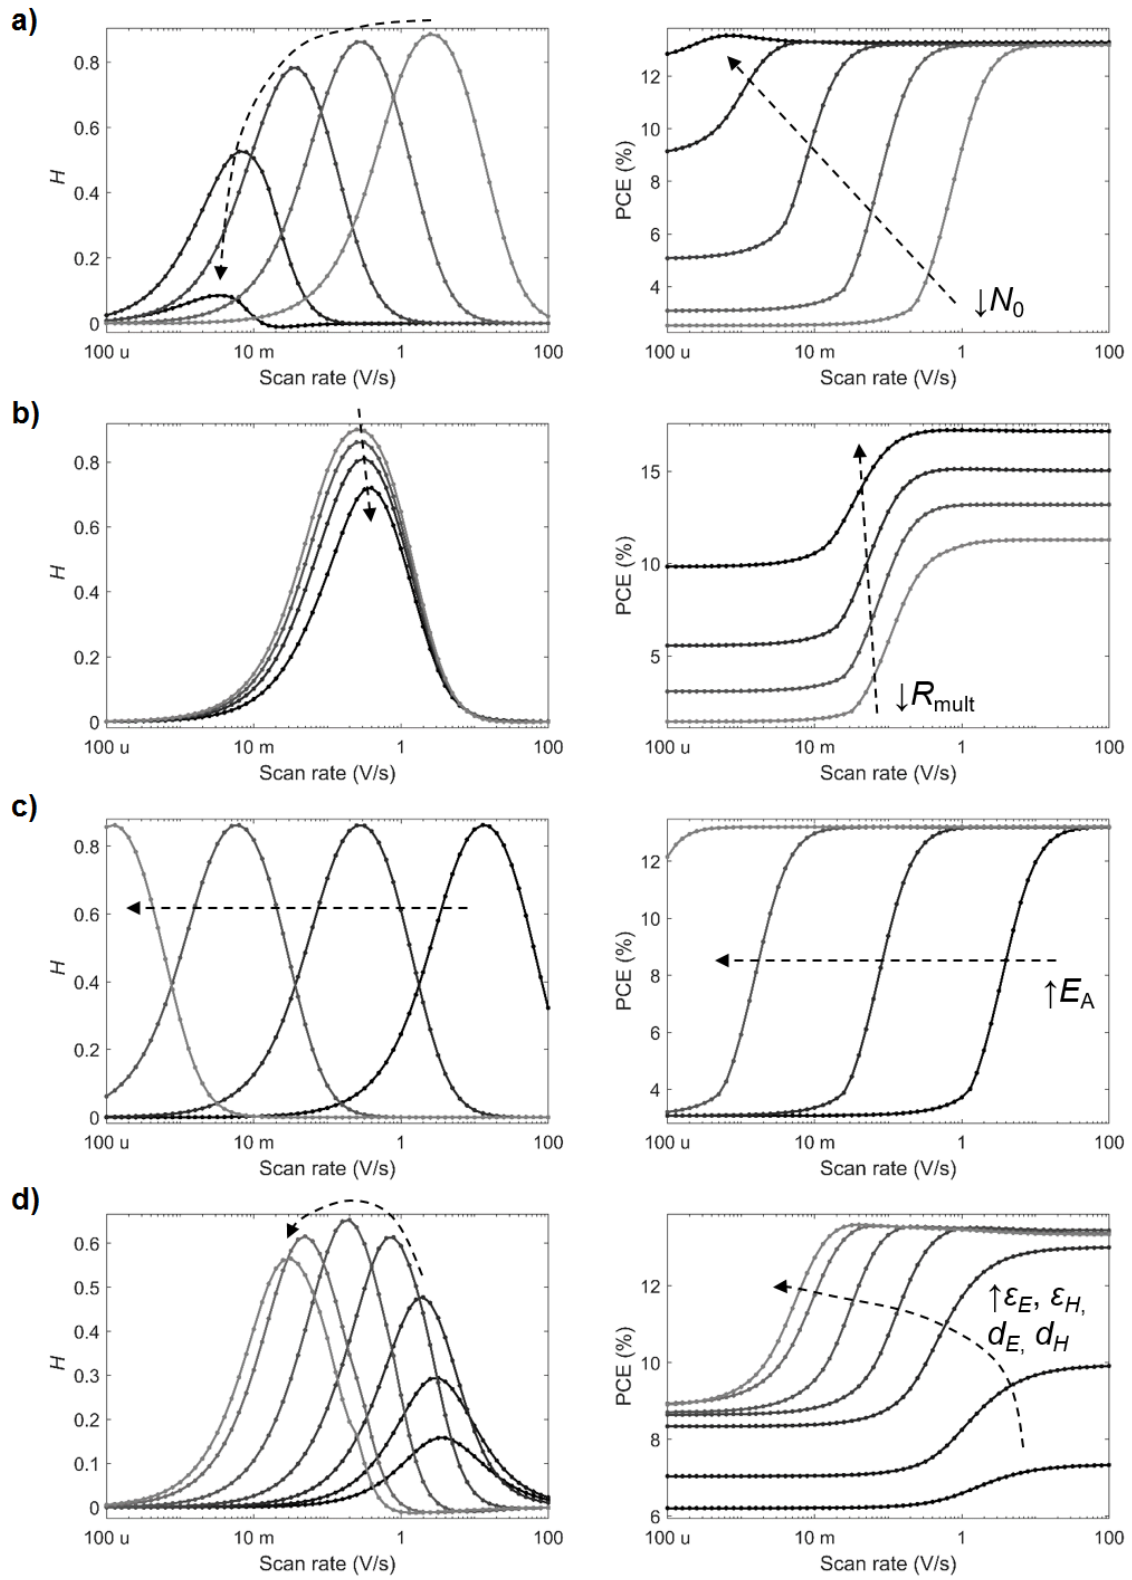 a)
H
0.8
0.6
0.4
0.2
0
100 u
10 m
1
100
Scan rate (V/s)
PCE (%)
12
10
8
6
4
↓N0
100 u
10 m
1
100
Scan rate (V/s)
b)
H
0.8
0.6
0.4
0.2
0
100 u
10 m
1
100
Scan rate (V/s)
PCE (%)
15
10
5
↓Rmult
100 u
10 m
1
100
Scan rate (V/s)
c)
H
0.8
0.6
0.4
0.2
0
100 u
10 m
1
100
Scan rate (V/s)
PCE (%)
12
10
8
6
4
↑EA
100 u
10 m
1
100
Scan rate (V/s)
d)
H
0.6
0.5
0.4
0.3
0.2
0.1
0
100 u
10 m
1
100
Scan rate (V/s)
PCE (%)
12
10
8
6
↑εE, εH,
dE, dH
100 u
10 m
1
100
Scan rate (V/s)